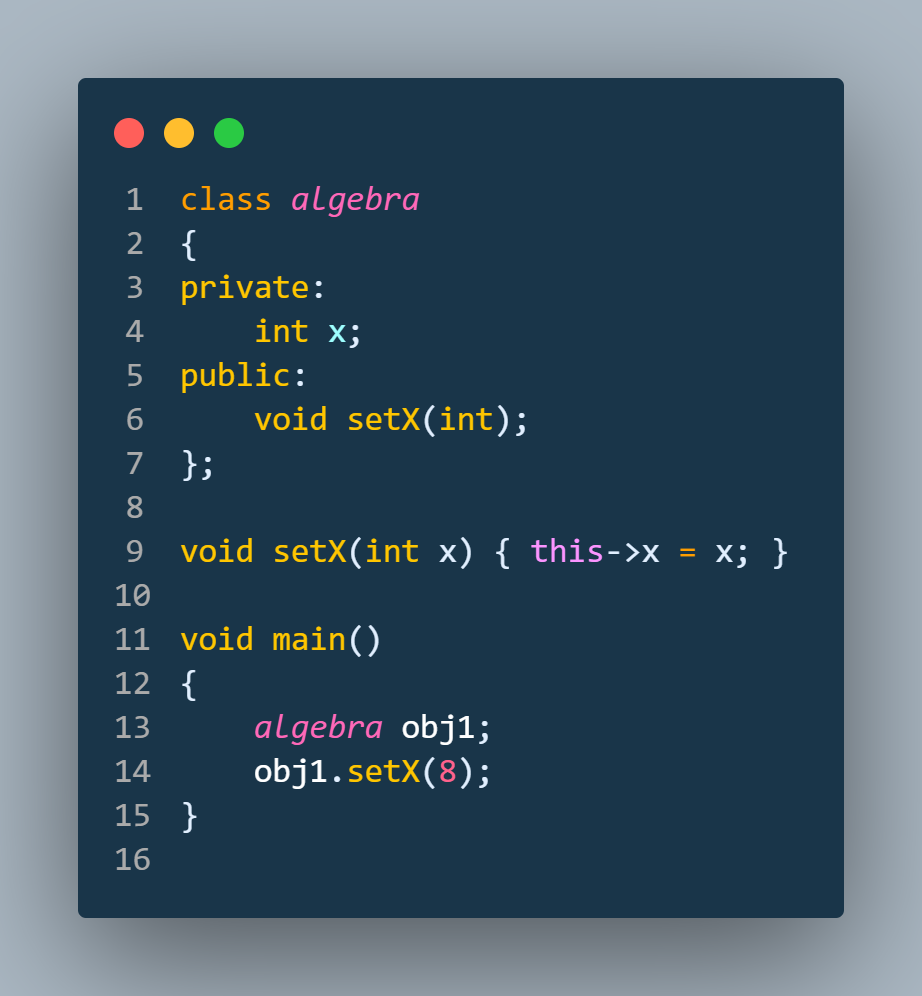 1 class algebra
2 {
3 private:
4     int x;
5 public:
6     void setX(int);
7 };
8
9 void setX(int x) { this->x = x; }
10
11 void main()
12 {
13     algebra obj1;
14     obj1.setX(8);
15 }
16